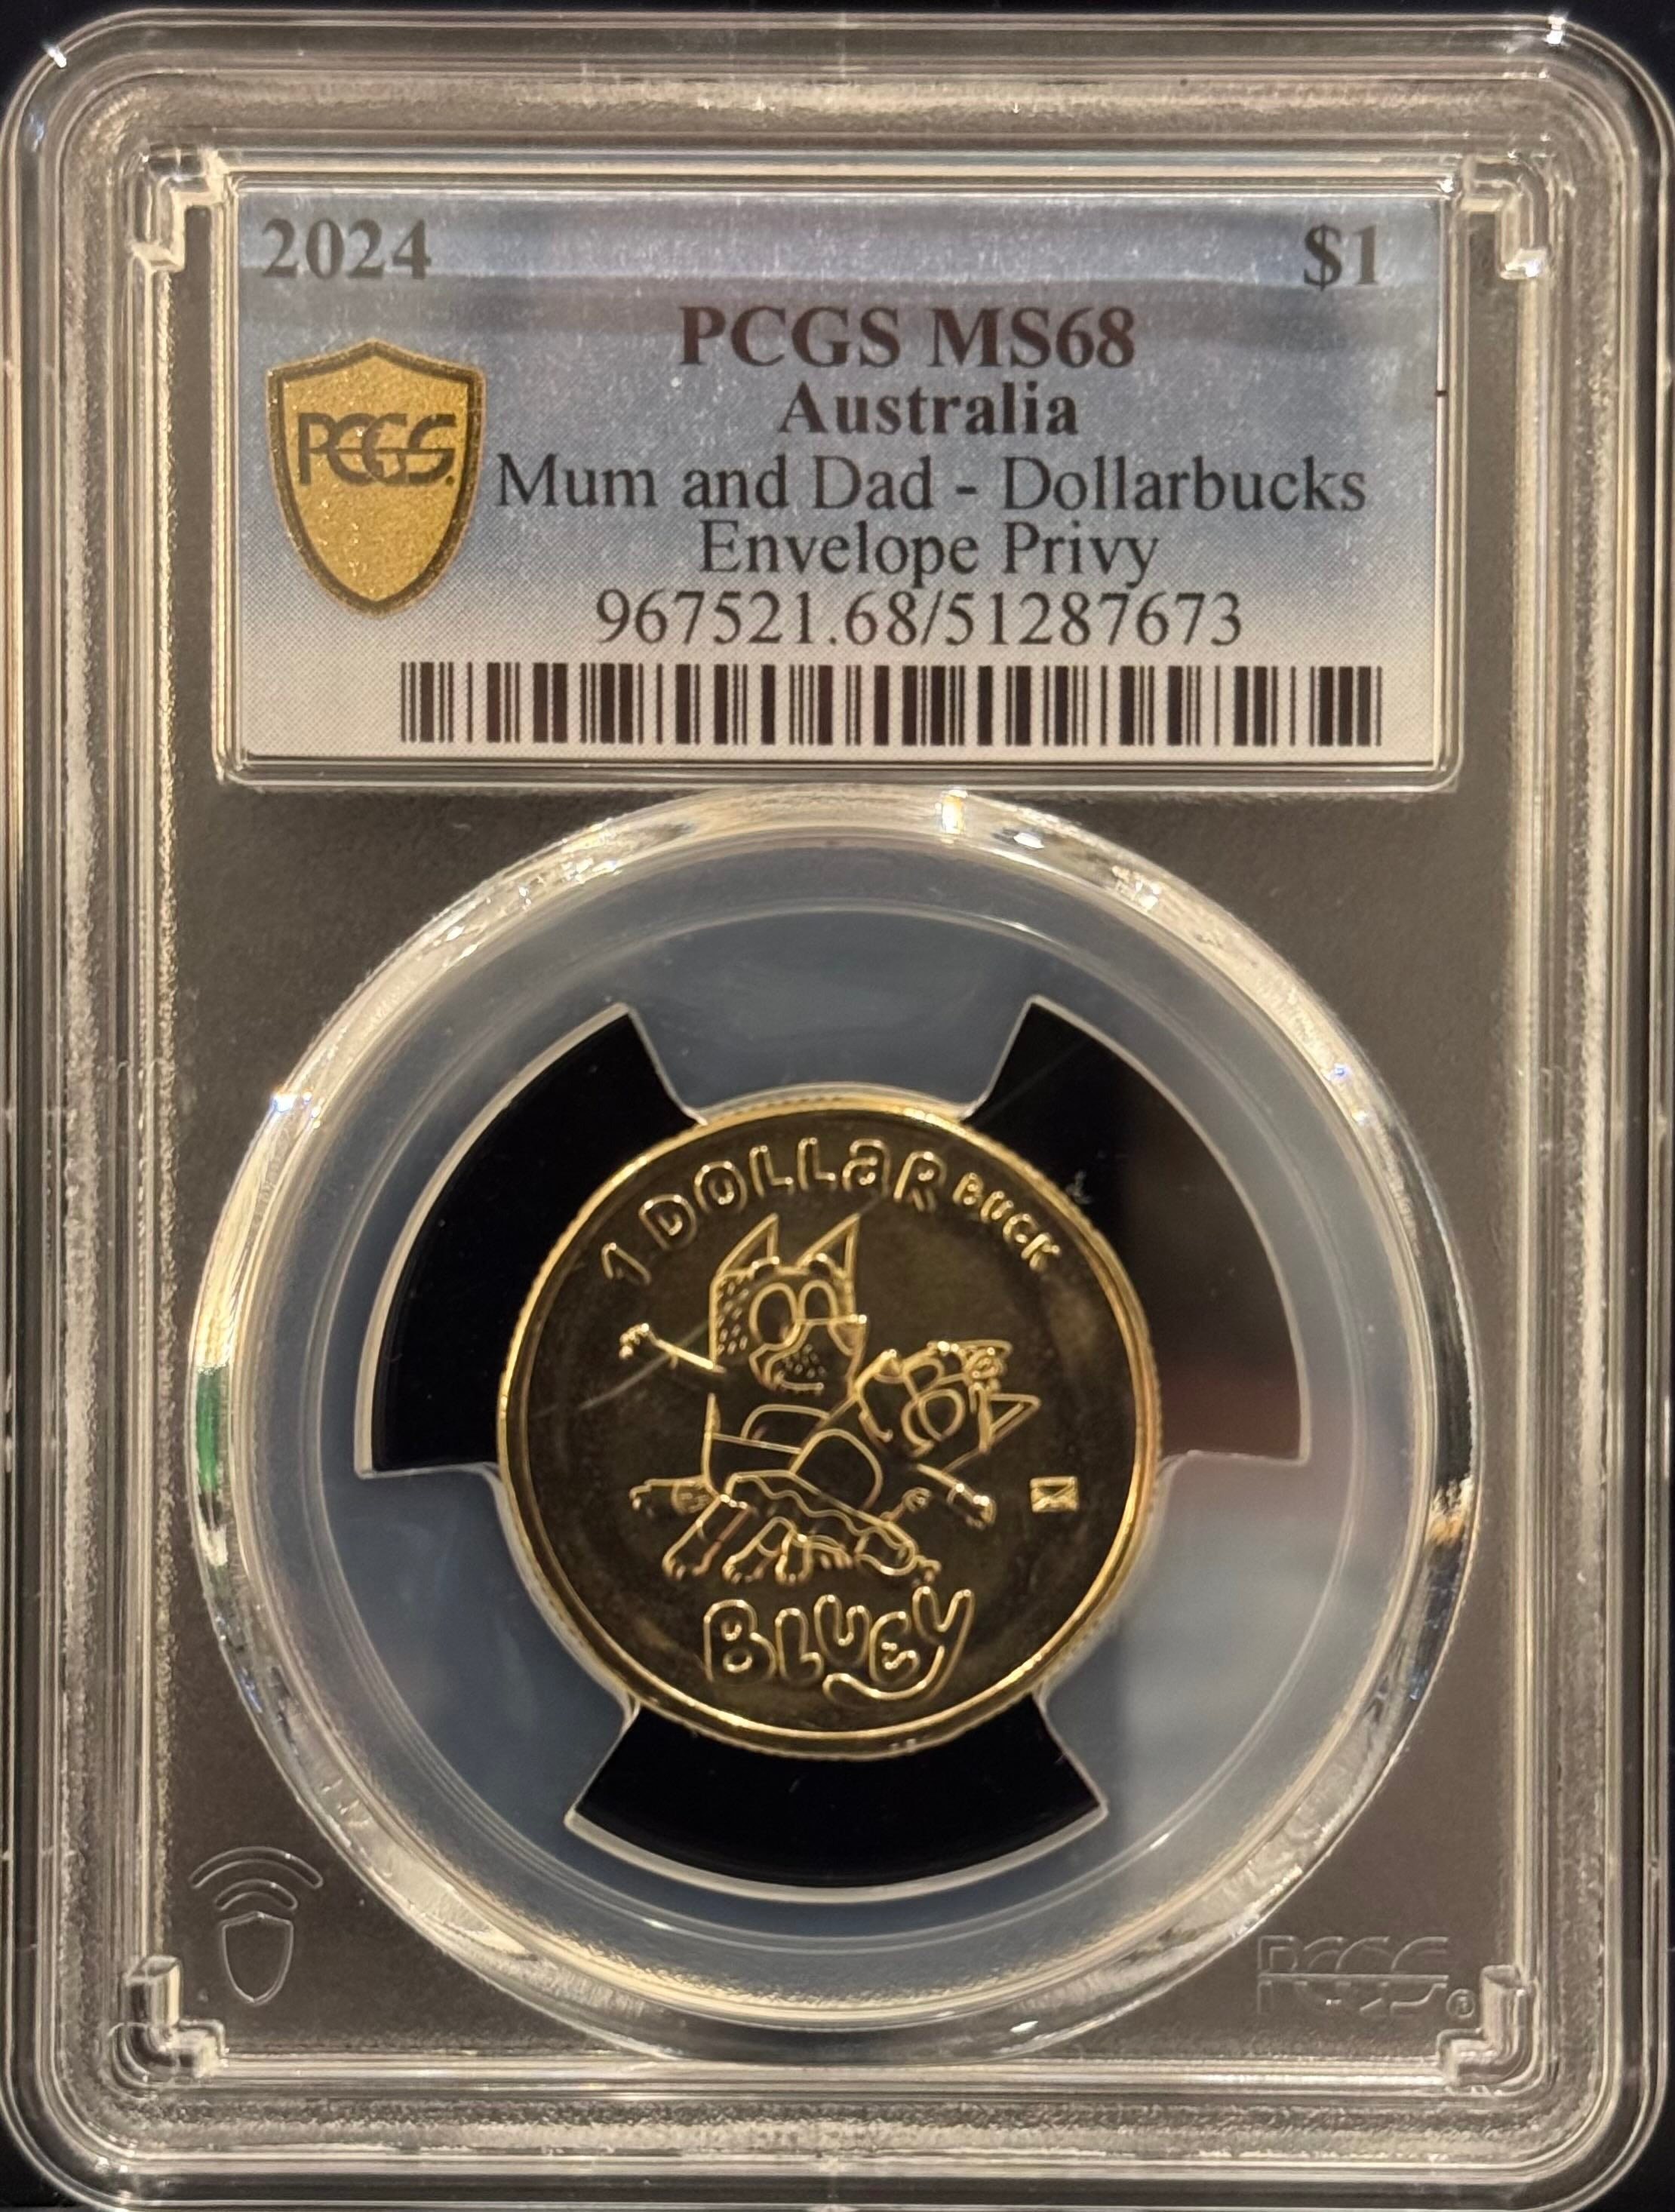 2024 $1
PCGS MS68
Australia
PCGS.
Mum and Dad - Dollarbucks
Envelope Privy
967521.68/51287673
1 DOLLaR BUCK
BLUEY
PCGS®